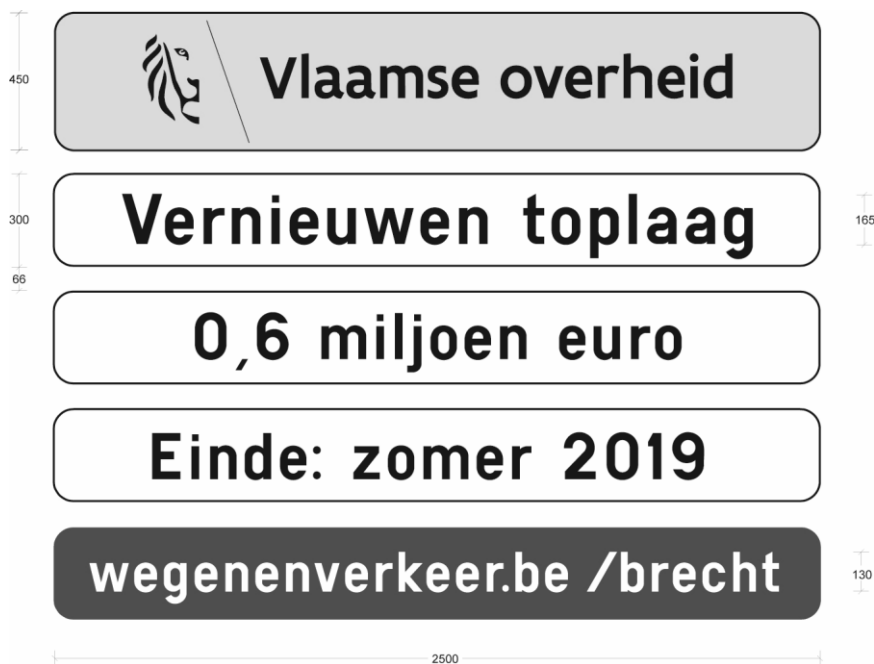 450
Vlaamse overheid
300
Vernieuwen toplaag
165
66
0,6 miljoen euro
Einde: zomer 2019
wegenenverkeer.be /brecht
130
2500